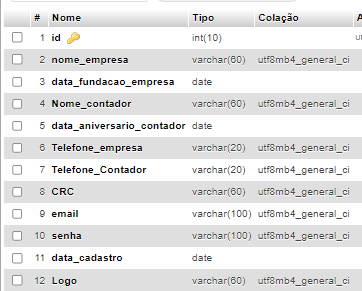 # Nome Tipo Colação A
1 id int(10)
2 nome_empresa varchar(60) utf8mb4_general_ci
3 data_fundacao_empresa date
4 Nome_contador varchar(60) utf8mb4_general_ci
5 data_aniversario_contador date
6 Telefone_empresa varchar(20) utf8mb4_general_ci
7 Telefone_Contador varchar(20) utf8mb4_general_ci
8 CRC varchar(60) utf8mb4_general_ci
9 email varchar(100) utf8mb4_general_ci
10 senha varchar(100) utf8mb4_general_ci
11 data_cadastro date
12 Logo varchar(60) utf8mb4_general_ci